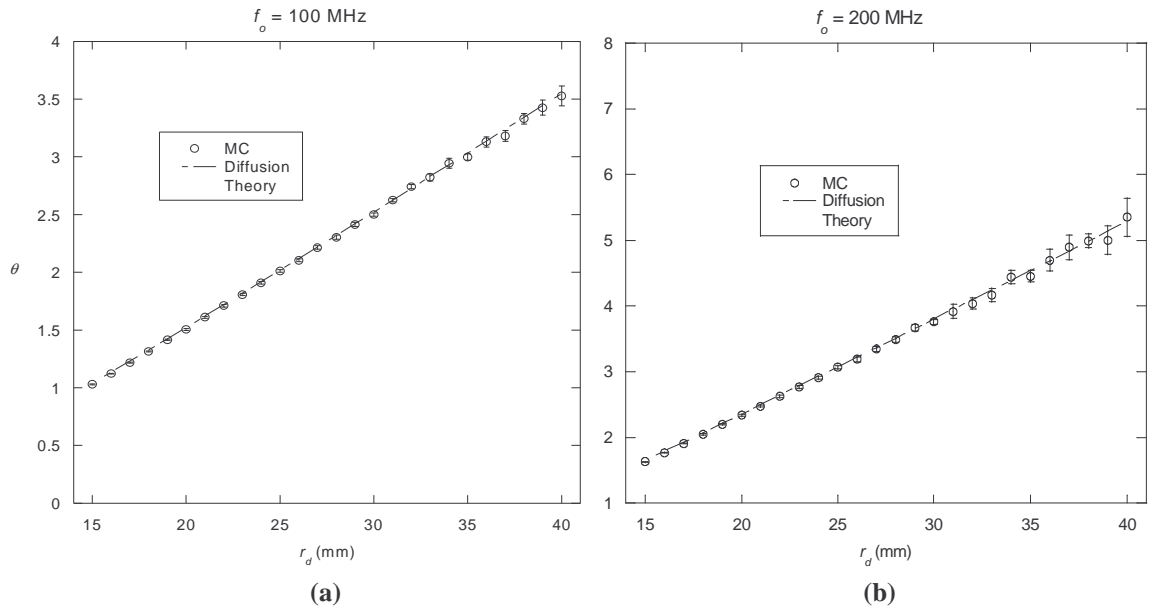 f_o = 100 MHz
4
3.5
3
2.5
2
1.5
1
0.5
0
θ
MC
Diffusion
Theory
15 20 25 30 35 40
r_d (mm)
(a)
f_o = 200 MHz
8
7
6
5
4
3
2
1
MC
Diffusion
Theory
15 20 25 30 35 40
r_d (mm)
(b)